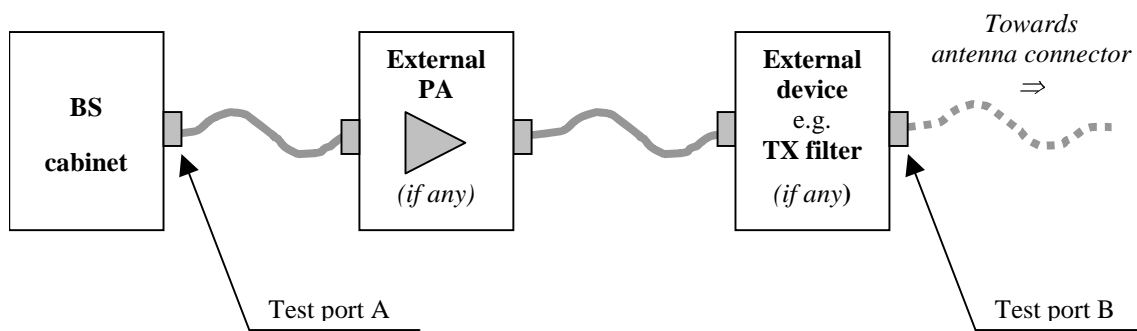 BS
cabinet
External
PA
(if any)
External
device
e.g.
TX filter
(if any)
Towards
antenna connector
⇒
Test port A
Test port B